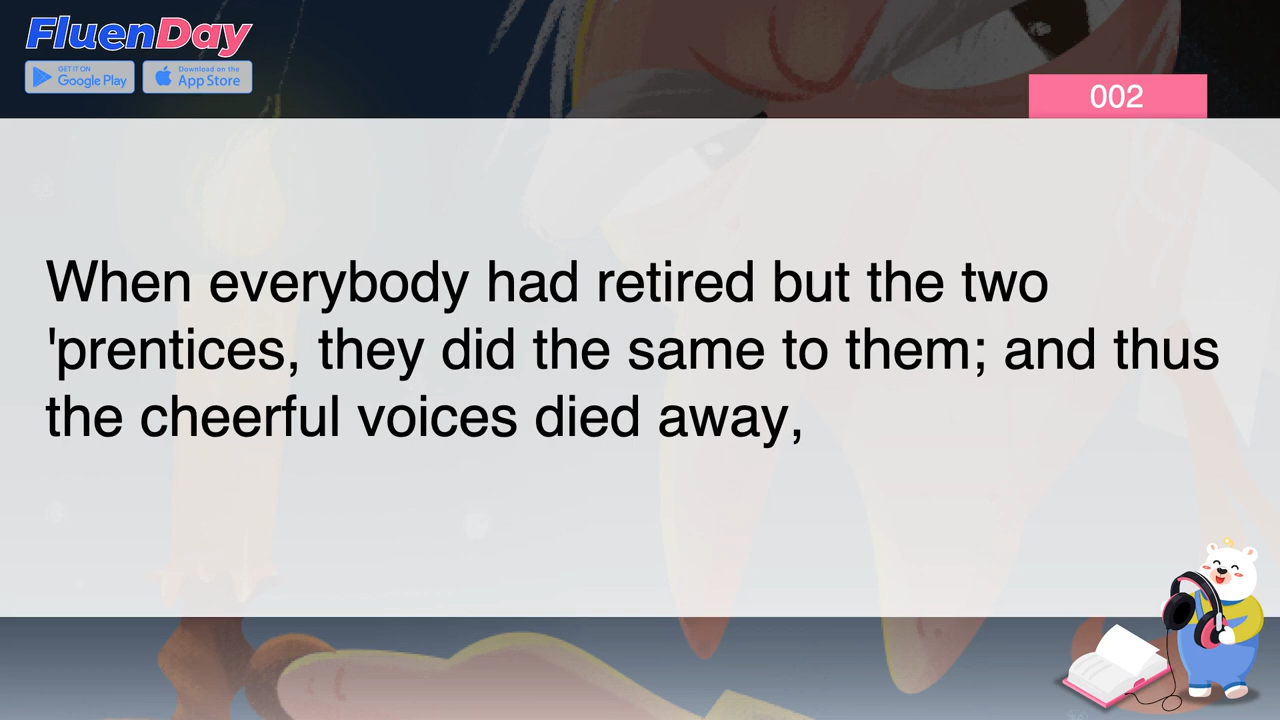 FluenDay
GET IT ON
Google Play
Download on the
App Store
002
When everybody had retired but the two
'prentices, they did the same to them; and thus
the cheerful voices died away,